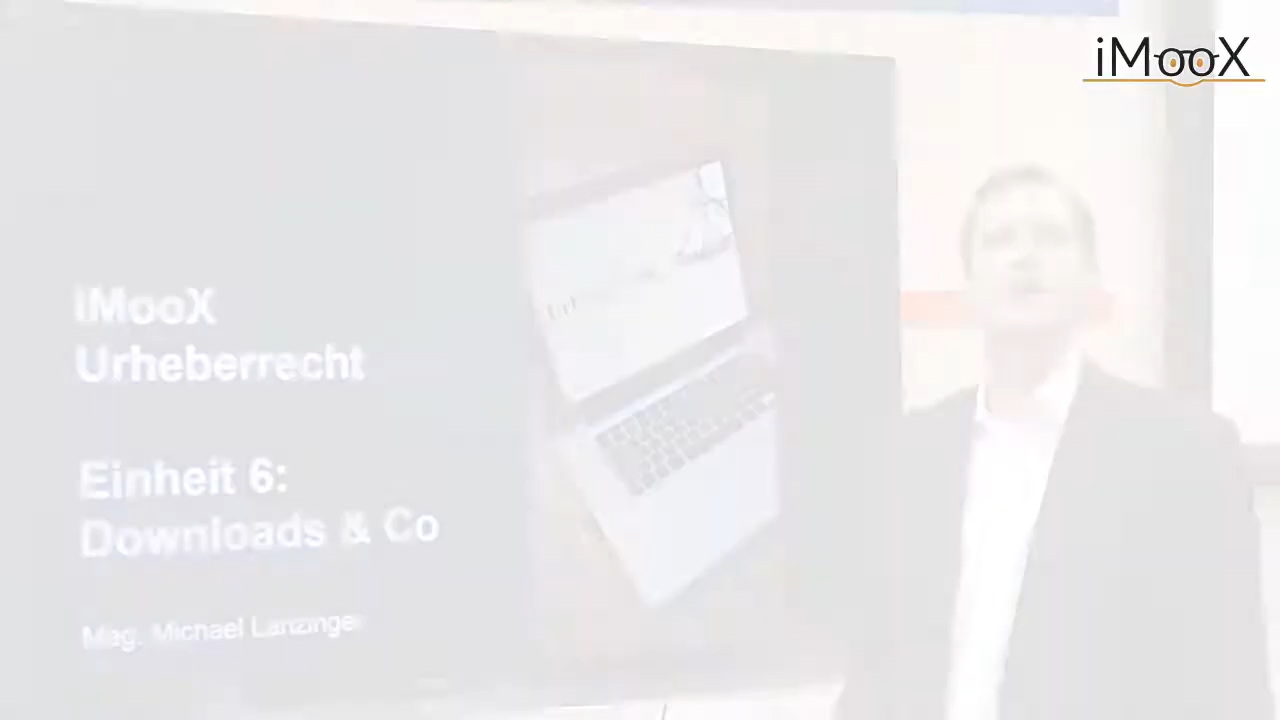 iMooX
iMooX
Urheberrecht
Einheit 6:
Downloads & Co
Mag. Michael Lanzinger